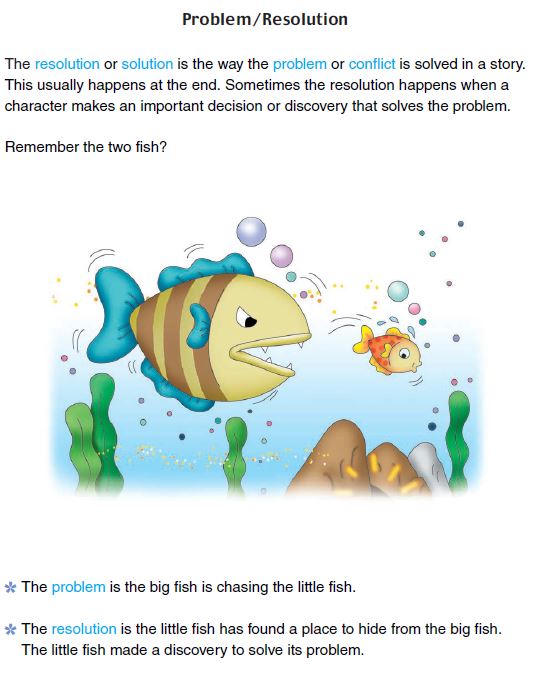 Problem/Resolution
The resolution or solution is the way the problem or conflict is solved in a story.
This usually happens at the end. Sometimes the resolution happens when a
character makes an important decision or discovery that solves the problem.
Remember the two fish?
* The problem is the big fish is chasing the little fish.
* The resolution is the little fish has found a place to hide from the big fish.
The little fish made a discovery to solve its problem.